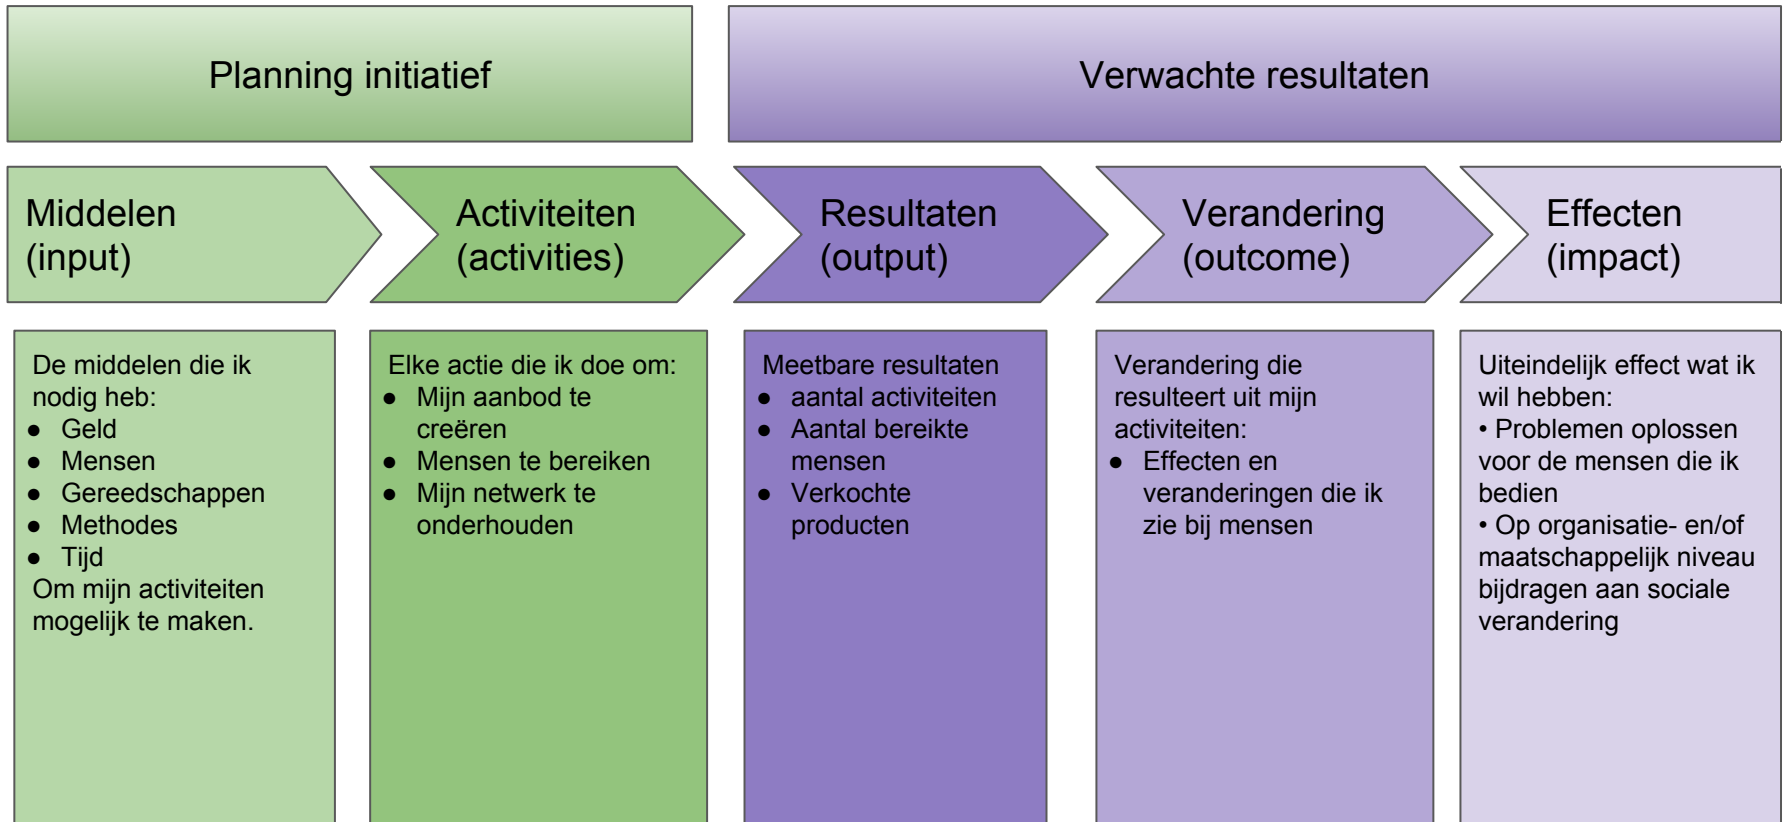 Planning initiatief
Verwachte resultaten
Middelen
(input)
Activiteiten
(activities)
Resultaten
(output)
Verandering
(outcome)
Effecten
(impact)
De middelen die ik
nodig heb:
● Geld
● Mensen
● Gereedschappen
● Methodes
● Tijd
Om mijn activiteiten
mogelijk te maken.
Elke actie die ik doe om:
● Mijn aanbod te
creëren
● Mensen te bereiken
● Mijn netwerk te
onderhouden
Meetbare resultaten
● aantal activiteiten
● Aantal bereikte
mensen
● Verkochte
producten
Verandering die
resulteert uit mijn
activiteiten:
● Effecten en
veranderingen die ik
zie bij mensen
Uiteindelijk effect wat ik
wil hebben:
• Problemen oplossen
voor de mensen die ik
bedien
• Op organisatie- en/of
maatschappelijk niveau
bijdragen aan sociale
verandering